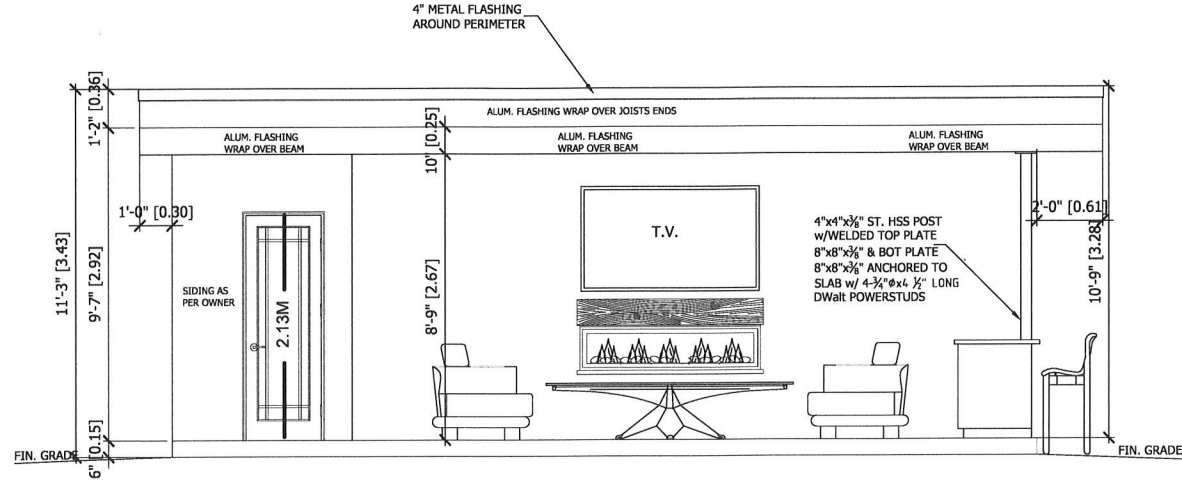 4" METAL FLASHING
AROUND PERIMETER
ALUM. FLASHING WRAP OVER JOISTS ENDS
ALUM. FLASHING
WRAP OVER BEAM
ALUM. FLASHING
WRAP OVER BEAM
ALUM. FLASHING
WRAP OVER BEAM
1'-2" [0.36]
10" [0.25]
1'-0" [0.30]
2'-0" [0.61]
11'-3" [3.43]
9'-7" [2.92]
8'-9" [2.67]
10'-9" [3.28]
6" [0.15]
SIDING AS
PER OWNER
2.13M
T.V.
4"x4"x⅜" ST. HSS POST
w/WELDED TOP PLATE
8"x8"x⅜" & BOT PLATE
8"x8"x⅜" ANCHORED TO
SLAB w/ 4-¾"øx4 ½" LONG
DWalt POWERSTUDS
FIN. GRADE
FIN. GRADE